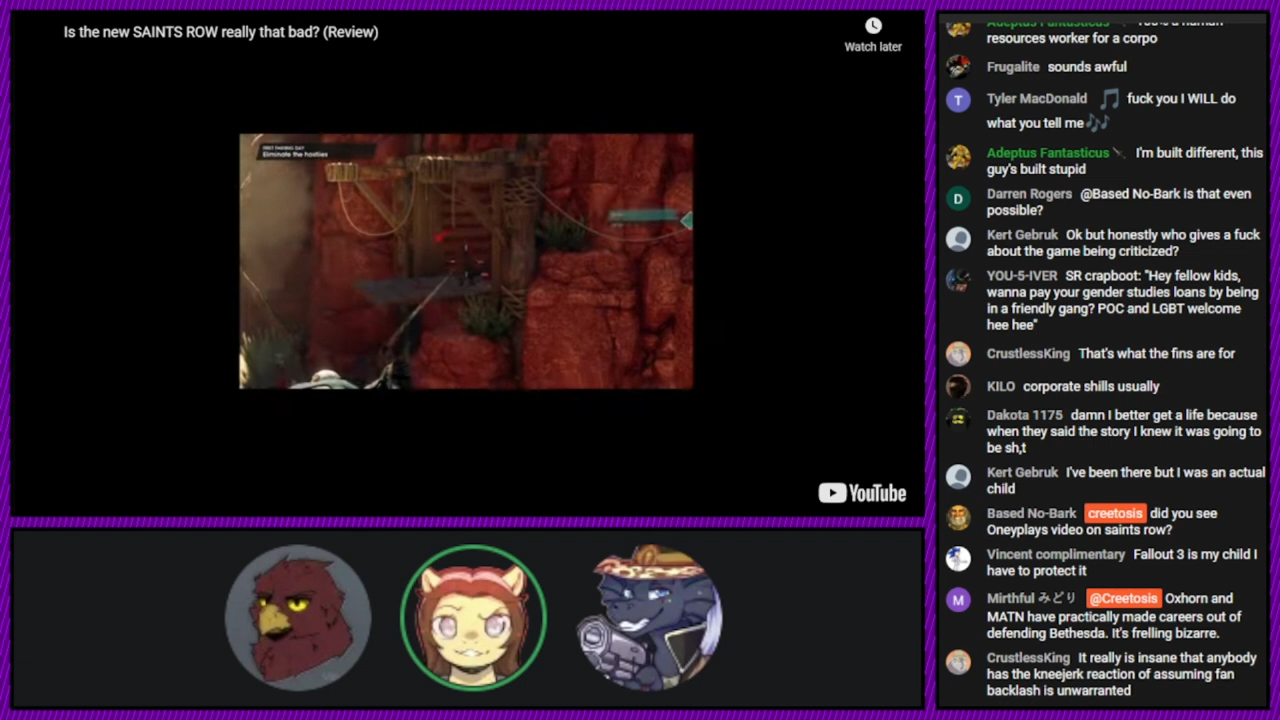 Is the new SAINTS ROW really that bad? (Review)
Watch later
Eliminate the hostiles
YouTube
Adeptus Fantasticus
resources worker for a corpo
Frugalite sounds awful
Tyler MacDonald 🎵 fuck you I WILL do
what you tell me 🎶
Adeptus Fantasticus I'm built different, this
guy's built stupid
D
Darren Rogers @Based No-Bark is that even
possible?
Kert Gebruk Ok but honestly who gives a fuck
about the game being criticized?
YOU-5-IVER SR crapboot: "Hey fellow kids,
wanna pay your gender studies loans by being
in a friendly gang? POC and LGBT welcome
hee hee"
CrustlessKing That's what the fins are for
KILO corporate shills usually
Dakota 1175 damn I better get a life because
when they said the story I knew it was going to
be sh,t
Kert Gebruk I've been there but I was an actual
child
Based No-Bark creetosis did you see
Oneyplays video on saints row?
Vincent complimentary Fallout 3 is my child I
have to protect it
M
Mirthful みどり @Creetosis Oxhorn and
MATN have practically made careers out of
defending Bethesda. It's frelling bizarre.
CrustlessKing It really is insane that anybody
has the kneejerk reaction of assuming fan
backlash is unwarranted
T